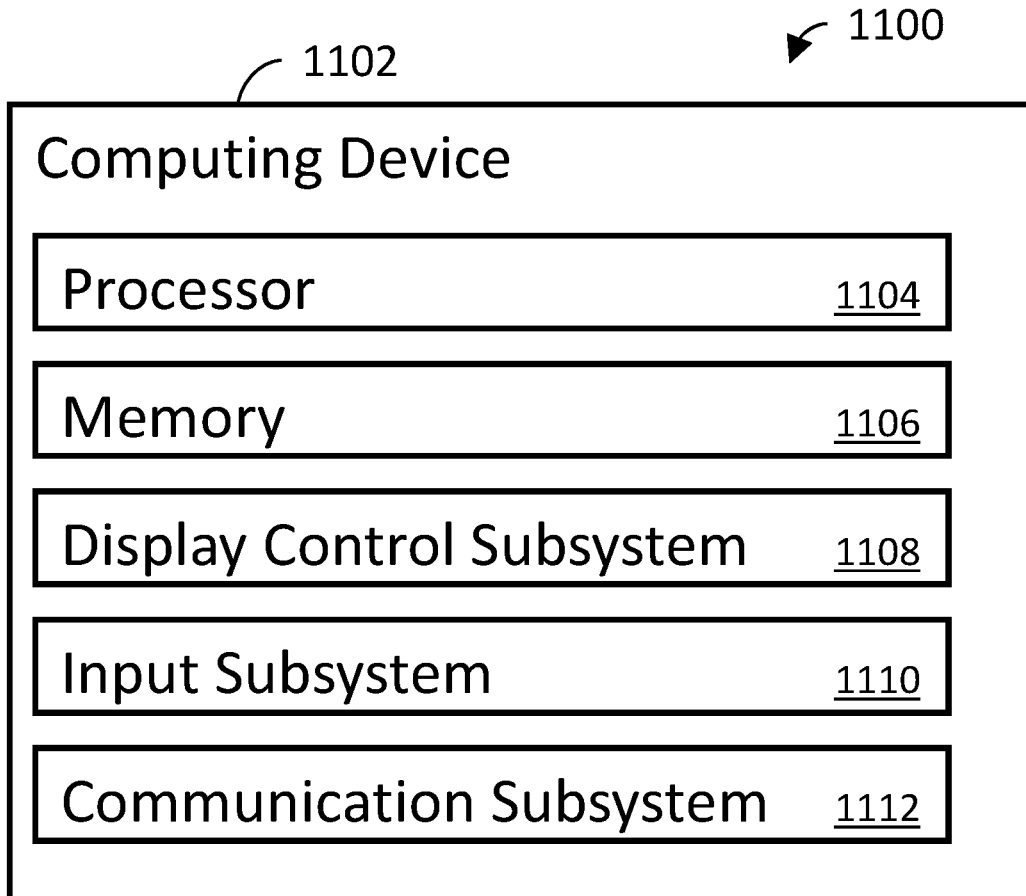 1100
1102
Computing Device
Processor 1104
Memory 1106
Display Control Subsystem 1108
Input Subsystem 1110
Communication Subsystem 1112